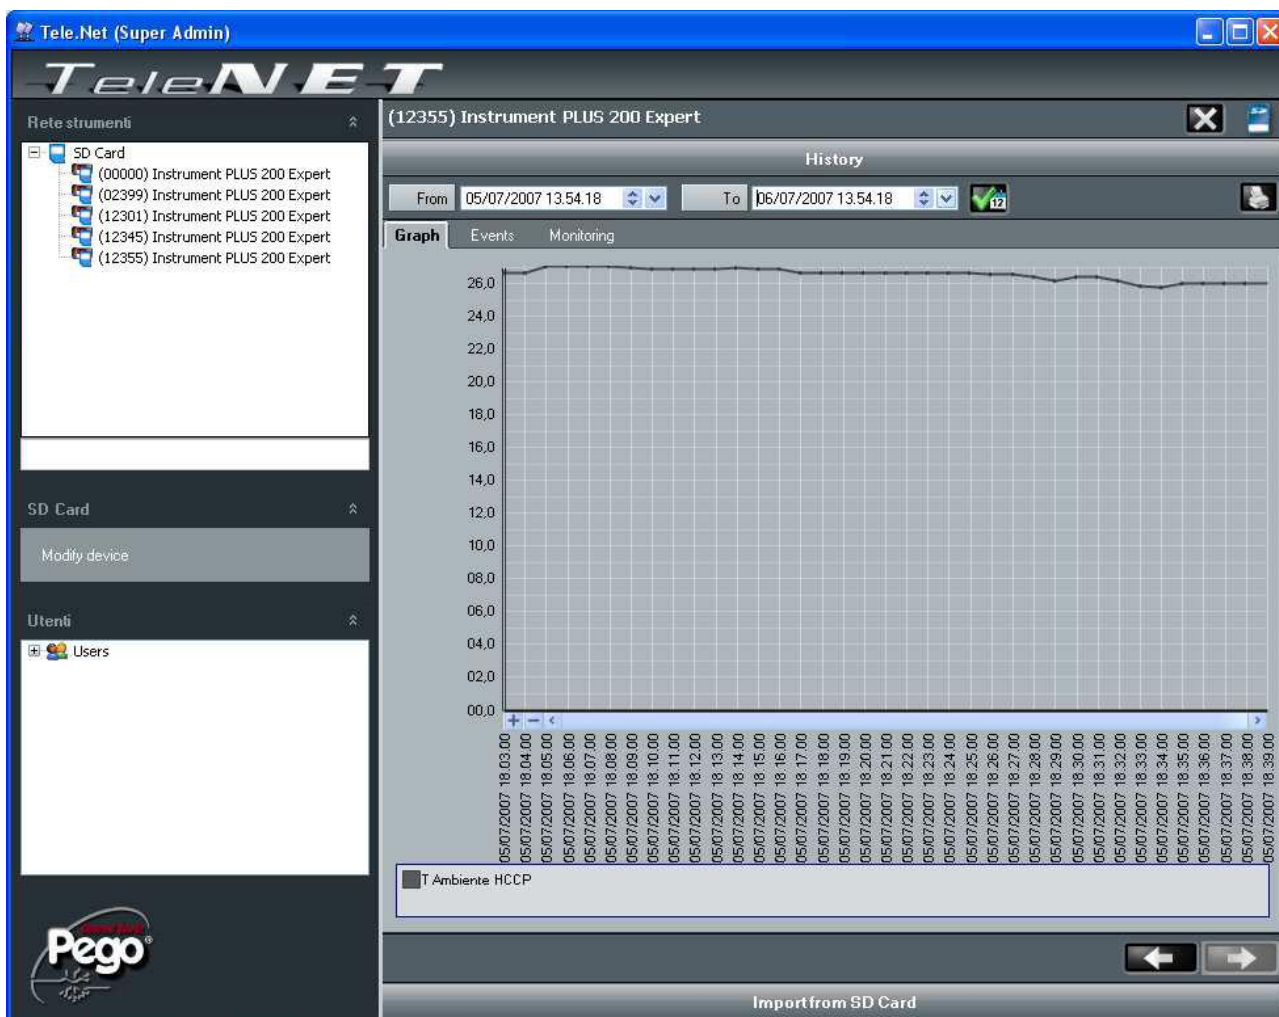 Tele.Net (Super Admin)
TeleNET
Rete strumenti
SD Card
(00000) Instrument PLUS 200 Expert
(02399) Instrument PLUS 200 Expert
(12301) Instrument PLUS 200 Expert
(12345) Instrument PLUS 200 Expert
(12355) Instrument PLUS 200 Expert
SD Card
Modify device
Utenti
Users
Pego
(12355) Instrument PLUS 200 Expert
History
From 05/07/2007 13.54.18 To 06/07/2007 13.54.18 12
Graph Events Monitoring
26,0
24,0
22,0
20,0
18,0
16,0
14,0
12,0
10,0
08,0
06,0
04,0
02,0
00,0
05/07/2007 18.03.00
05/07/2007 18.04.00
05/07/2007 18.05.00
05/07/2007 18.06.00
05/07/2007 18.07.00
05/07/2007 18.08.00
05/07/2007 18.09.00
05/07/2007 18.10.00
05/07/2007 18.11.00
05/07/2007 18.12.00
05/07/2007 18.13.00
05/07/2007 18.14.00
05/07/2007 18.15.00
05/07/2007 18.16.00
05/07/2007 18.17.00
05/07/2007 18.18.00
05/07/2007 18.19.00
05/07/2007 18.20.00
05/07/2007 18.21.00
05/07/2007 18.22.00
05/07/2007 18.23.00
05/07/2007 18.24.00
05/07/2007 18.25.00
05/07/2007 18.26.00
05/07/2007 18.27.00
05/07/2007 18.28.00
05/07/2007 18.29.00
05/07/2007 18.30.00
05/07/2007 18.31.00
05/07/2007 18.32.00
05/07/2007 18.33.00
05/07/2007 18.34.00
05/07/2007 18.35.00
05/07/2007 18.36.00
05/07/2007 18.37.00
05/07/2007 18.38.00
05/07/2007 18.39.00
T Ambiente HCCP
Import from SD Card